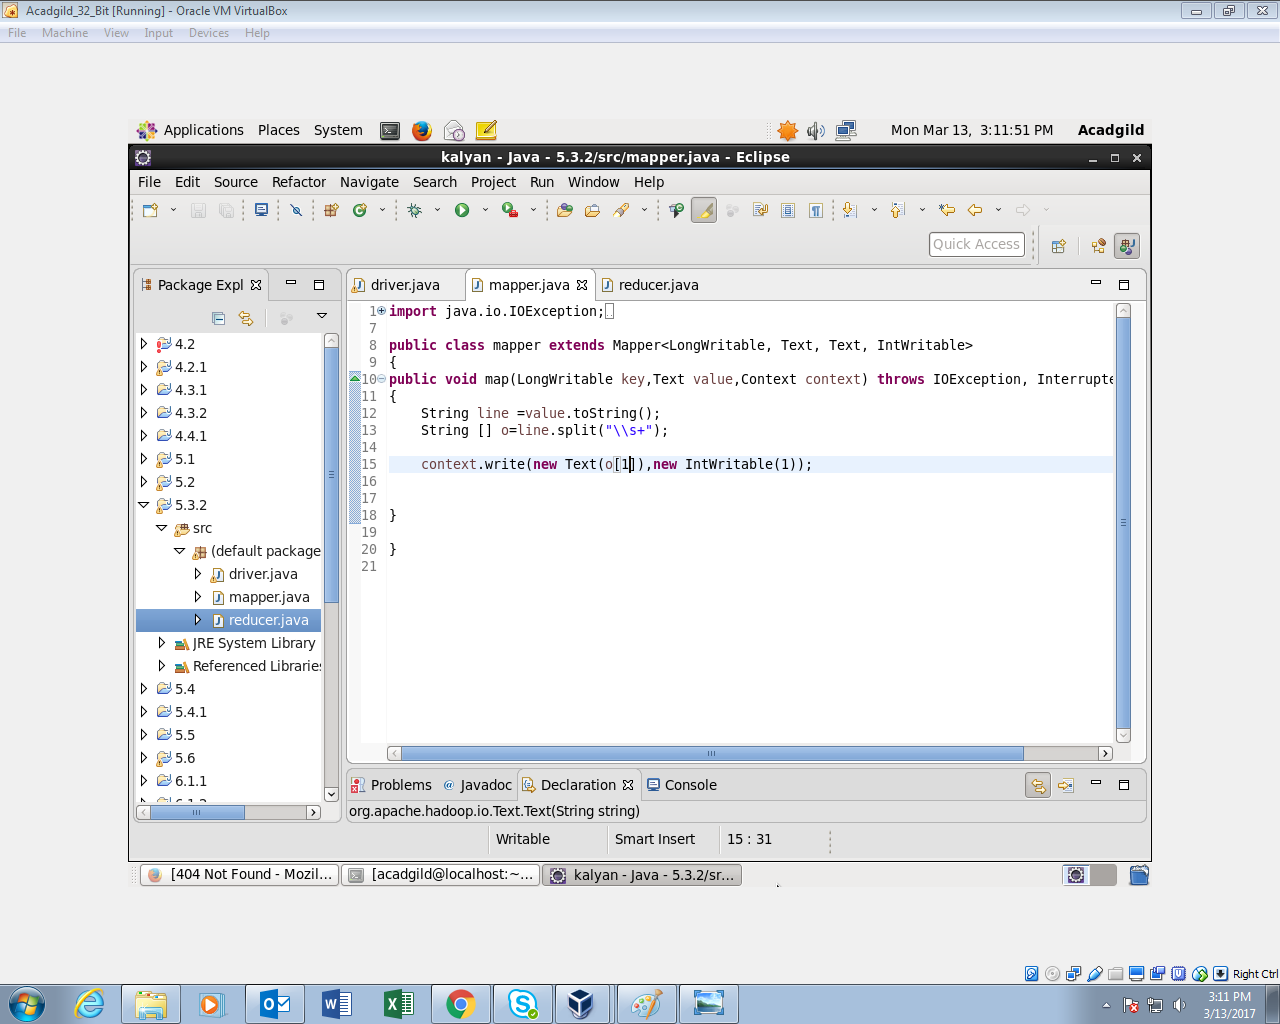 Acadgild_32_Bit [Running] - Oracle VM VirtualBox
File Machine View Input Devices Help
Applications Places System Mon Mar 13, 3:11:51 PM Acadgild
kalyan - Java - 5.3.2/src/mapper.java - Eclipse
File Edit Source Refactor Navigate Search Project Run Window Help
Quick Access
Package Expl
4.2
4.2.1
4.3.1
4.3.2
4.4.1
5.1
5.2
5.3.2
src
(default package
driver.java
mapper.java
reducer.java
JRE System Library
Referenced Libraries
5.4
5.4.1
5.5
5.6
6.1.1
6.1.2
driver.java mapper.java reducer.java
1 import java.io.IOException;
7
8 public class mapper extends Mapper<LongWritable, Text, Text, IntWritable>
9 {
10 public void map(LongWritable key,Text value,Context context) throws IOException, Interrupte
11 {
12 String line =value.toString();
13 String [] o=line.split("\\s+");
14
15 context.write(new Text(o[1]),new IntWritable(1));
16
17
18 }
19
20 }
21
Problems Javadoc Declaration Console
org.apache.hadoop.io.Text.Text(String string)
Writable Smart Insert 15 : 31
[404 Not Found - Mozil... [acadgild@localhost:~... kalyan - Java - 5.3.2/sr...
Right Ctrl
3:11 PM
3/13/2017